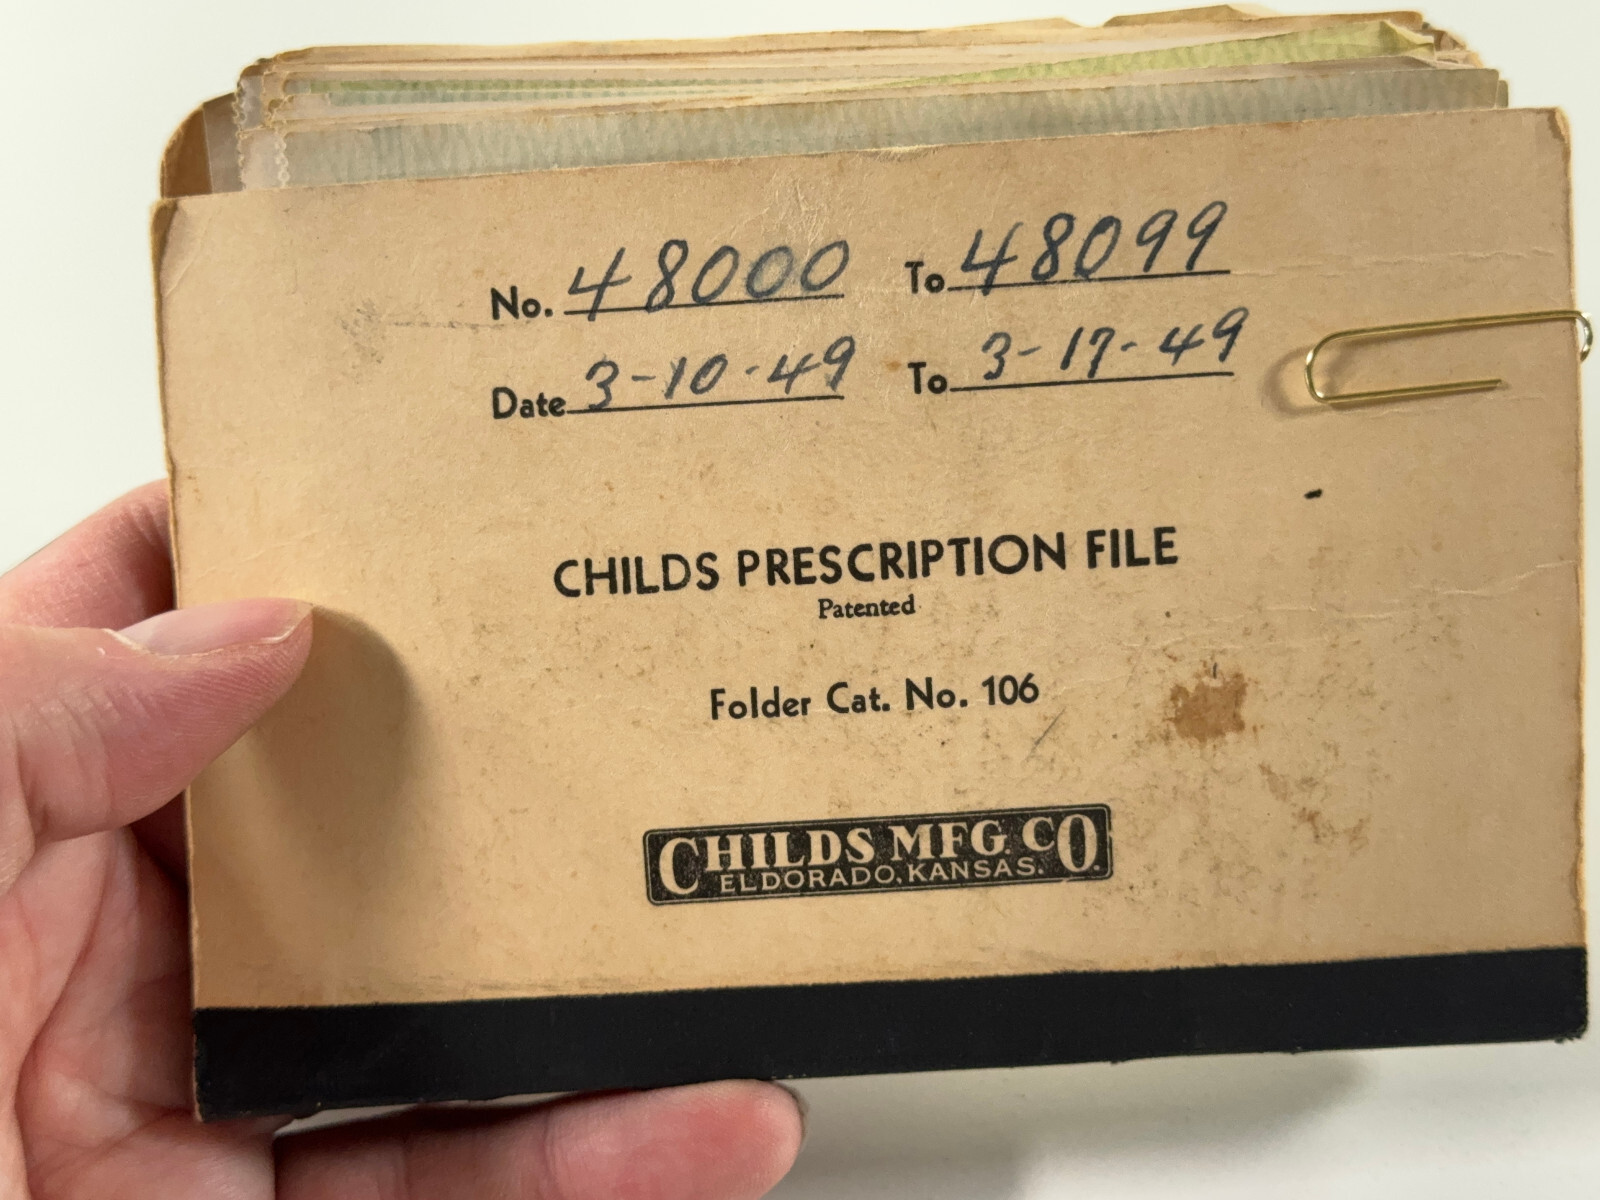 No. 48000 To 48099
Date 3-10-49 To 3-17-49
CHILDS PRESCRIPTION FILE
Patented
Folder Cat. No. 106
CHILDS MFG. CO.
ELDORADO, KANSAS.